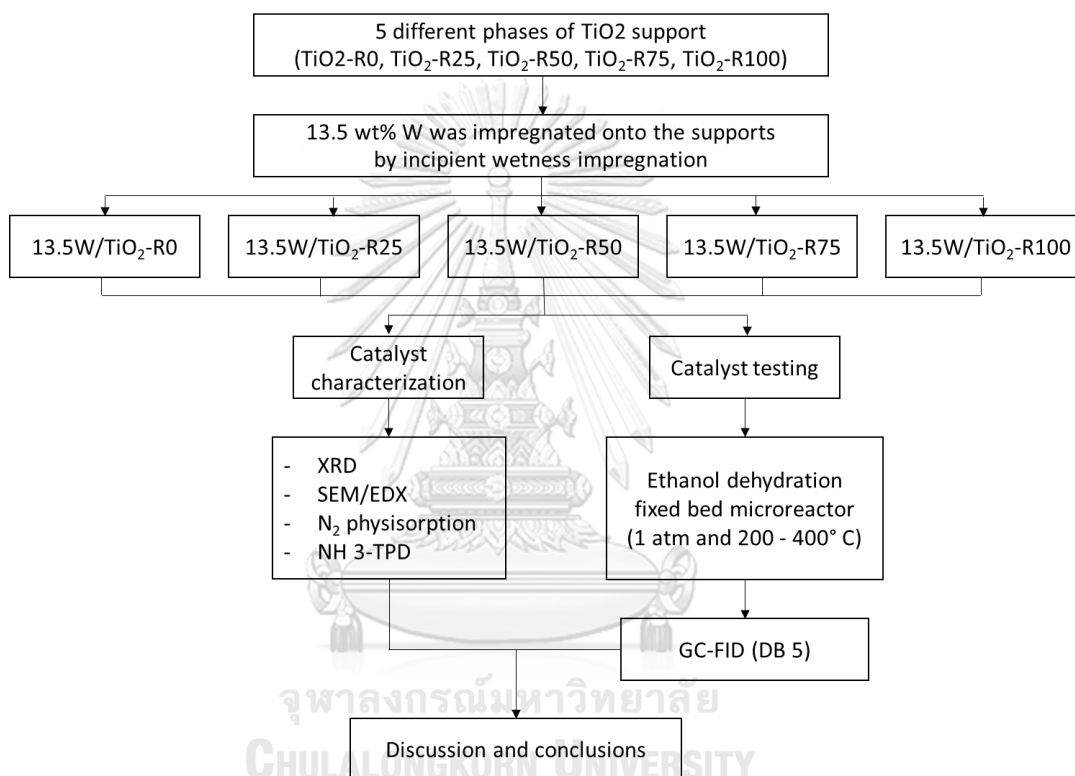 5 different phases of TiO2 support
(TiO2-R0, TiO₂-R25, TiO₂-R50, TiO₂-R75, TiO₂-R100)
13.5 wt% W was impregnated onto the supports
by incipient wetness impregnation
13.5W/TiO₂-R0
13.5W/TiO₂-R25
13.5W/TiO₂-R50
13.5W/TiO₂-R75
13.5W/TiO₂-R100
Catalyst
characterization
Catalyst testing
- XRD
- SEM/EDX
- N₂ physisorption
- NH 3-TPD
Ethanol dehydration
fixed bed microreactor
(1 atm and 200 - 400° C)
GC-FID (DB 5)
จุฬาลงกรณ์มหาวิทยาลัย
Discussion and conclusions
CHULALONGKORN UNIVERSITY